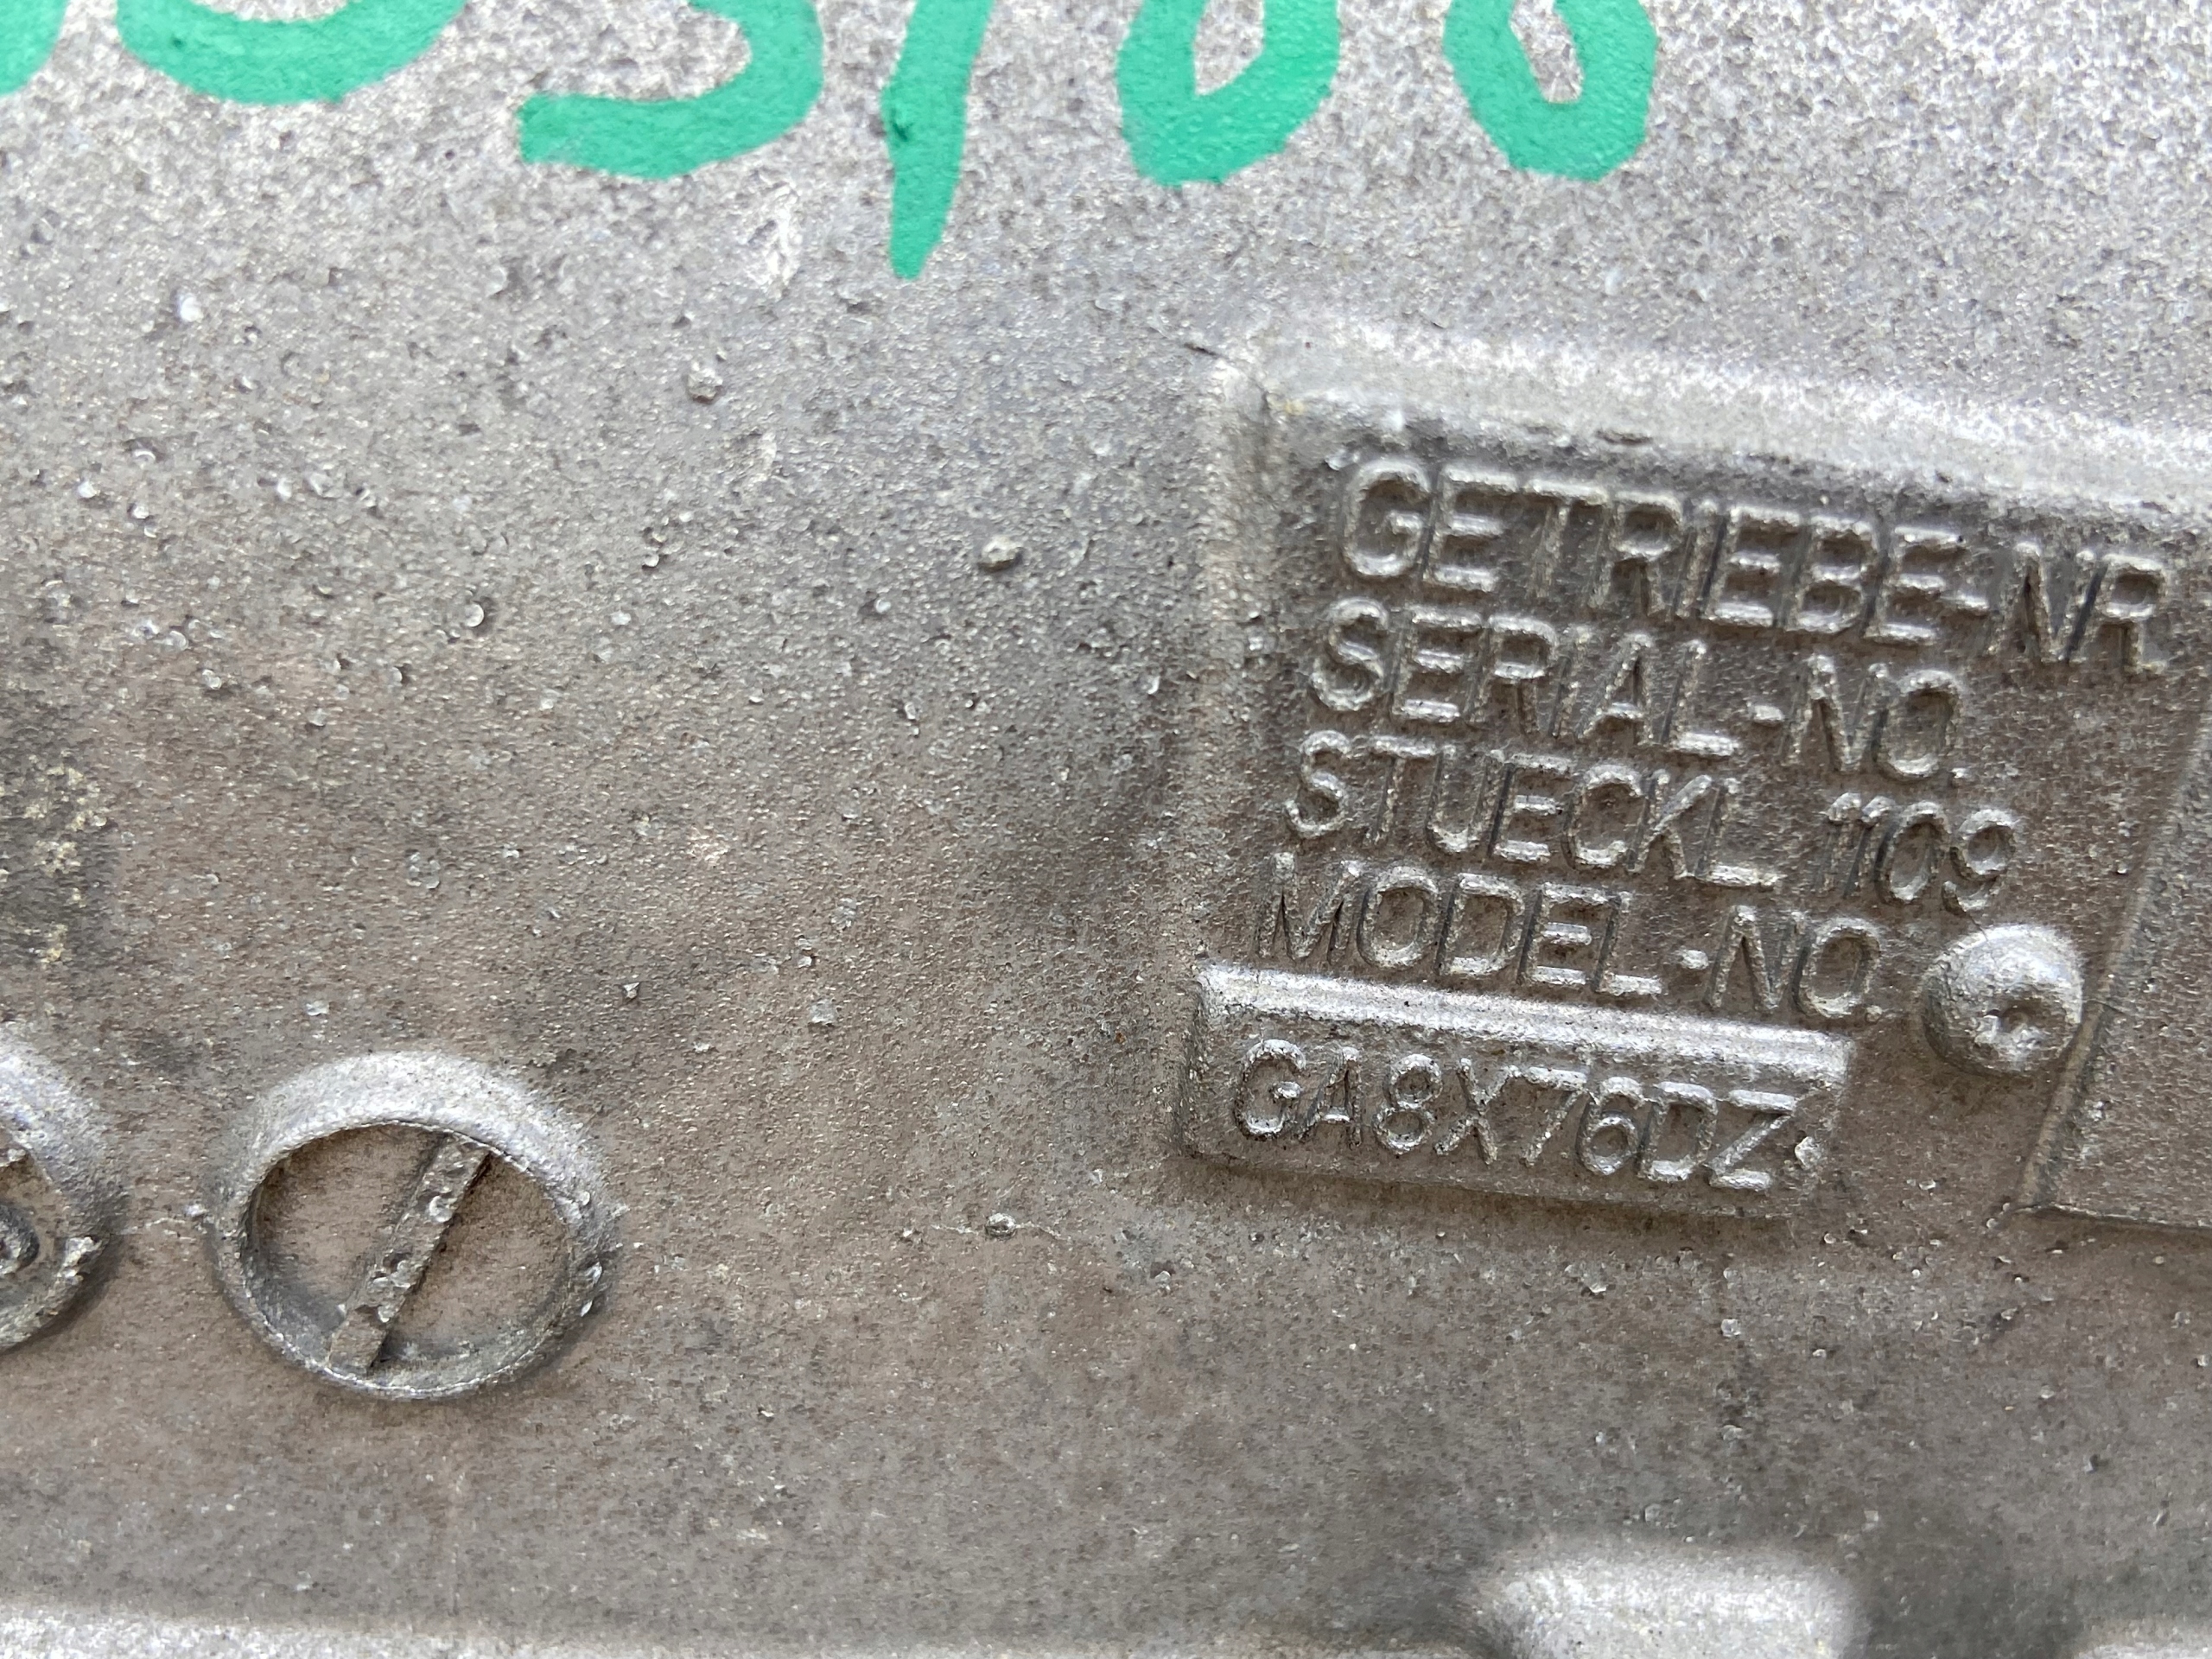 GETRIEBE-NR
SERIAL-NO.
STUECKL. 1109
MODEL-NO.
GA8X76DZ